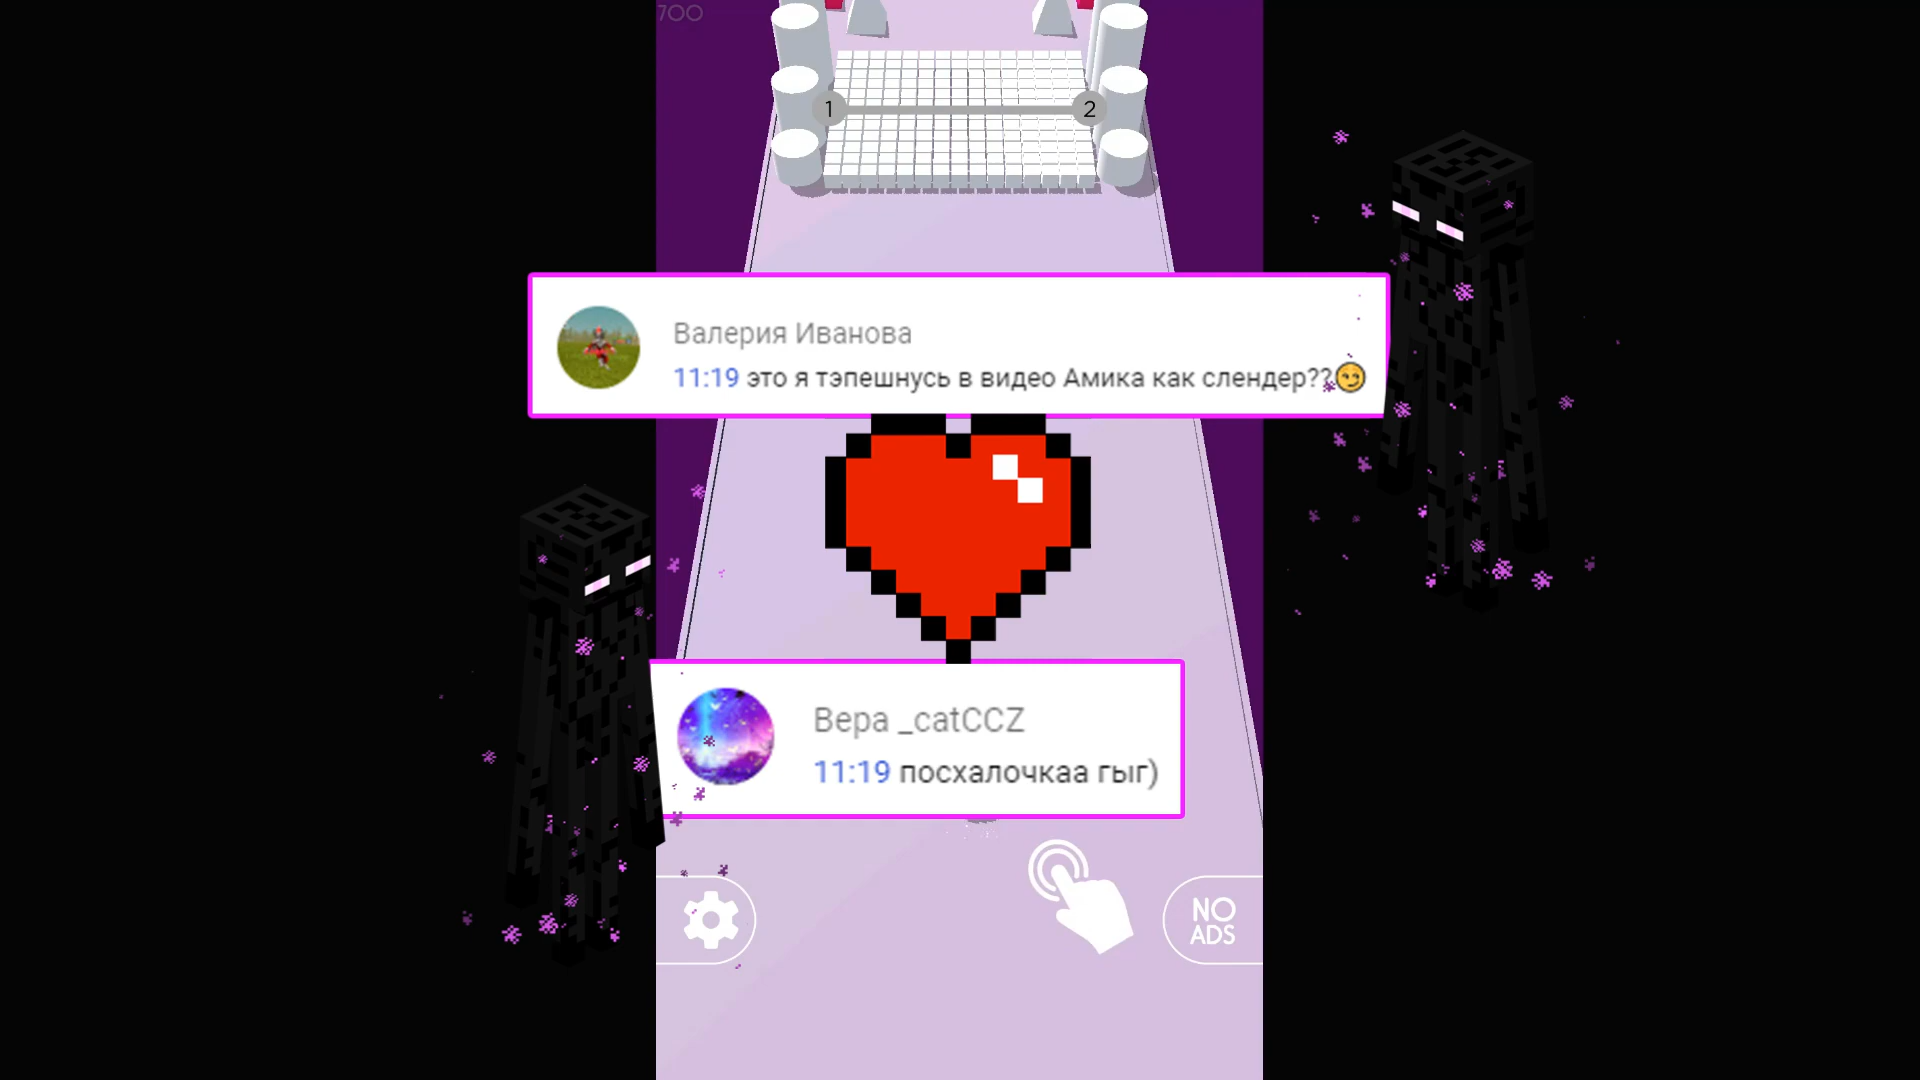 700
1
2
Валерия Иванова
11:19 это я тэпешнусь в видео Амика как слендер??😏
Вера _catCCZ
11:19 посхалочкаа гыг)
NO
ADS